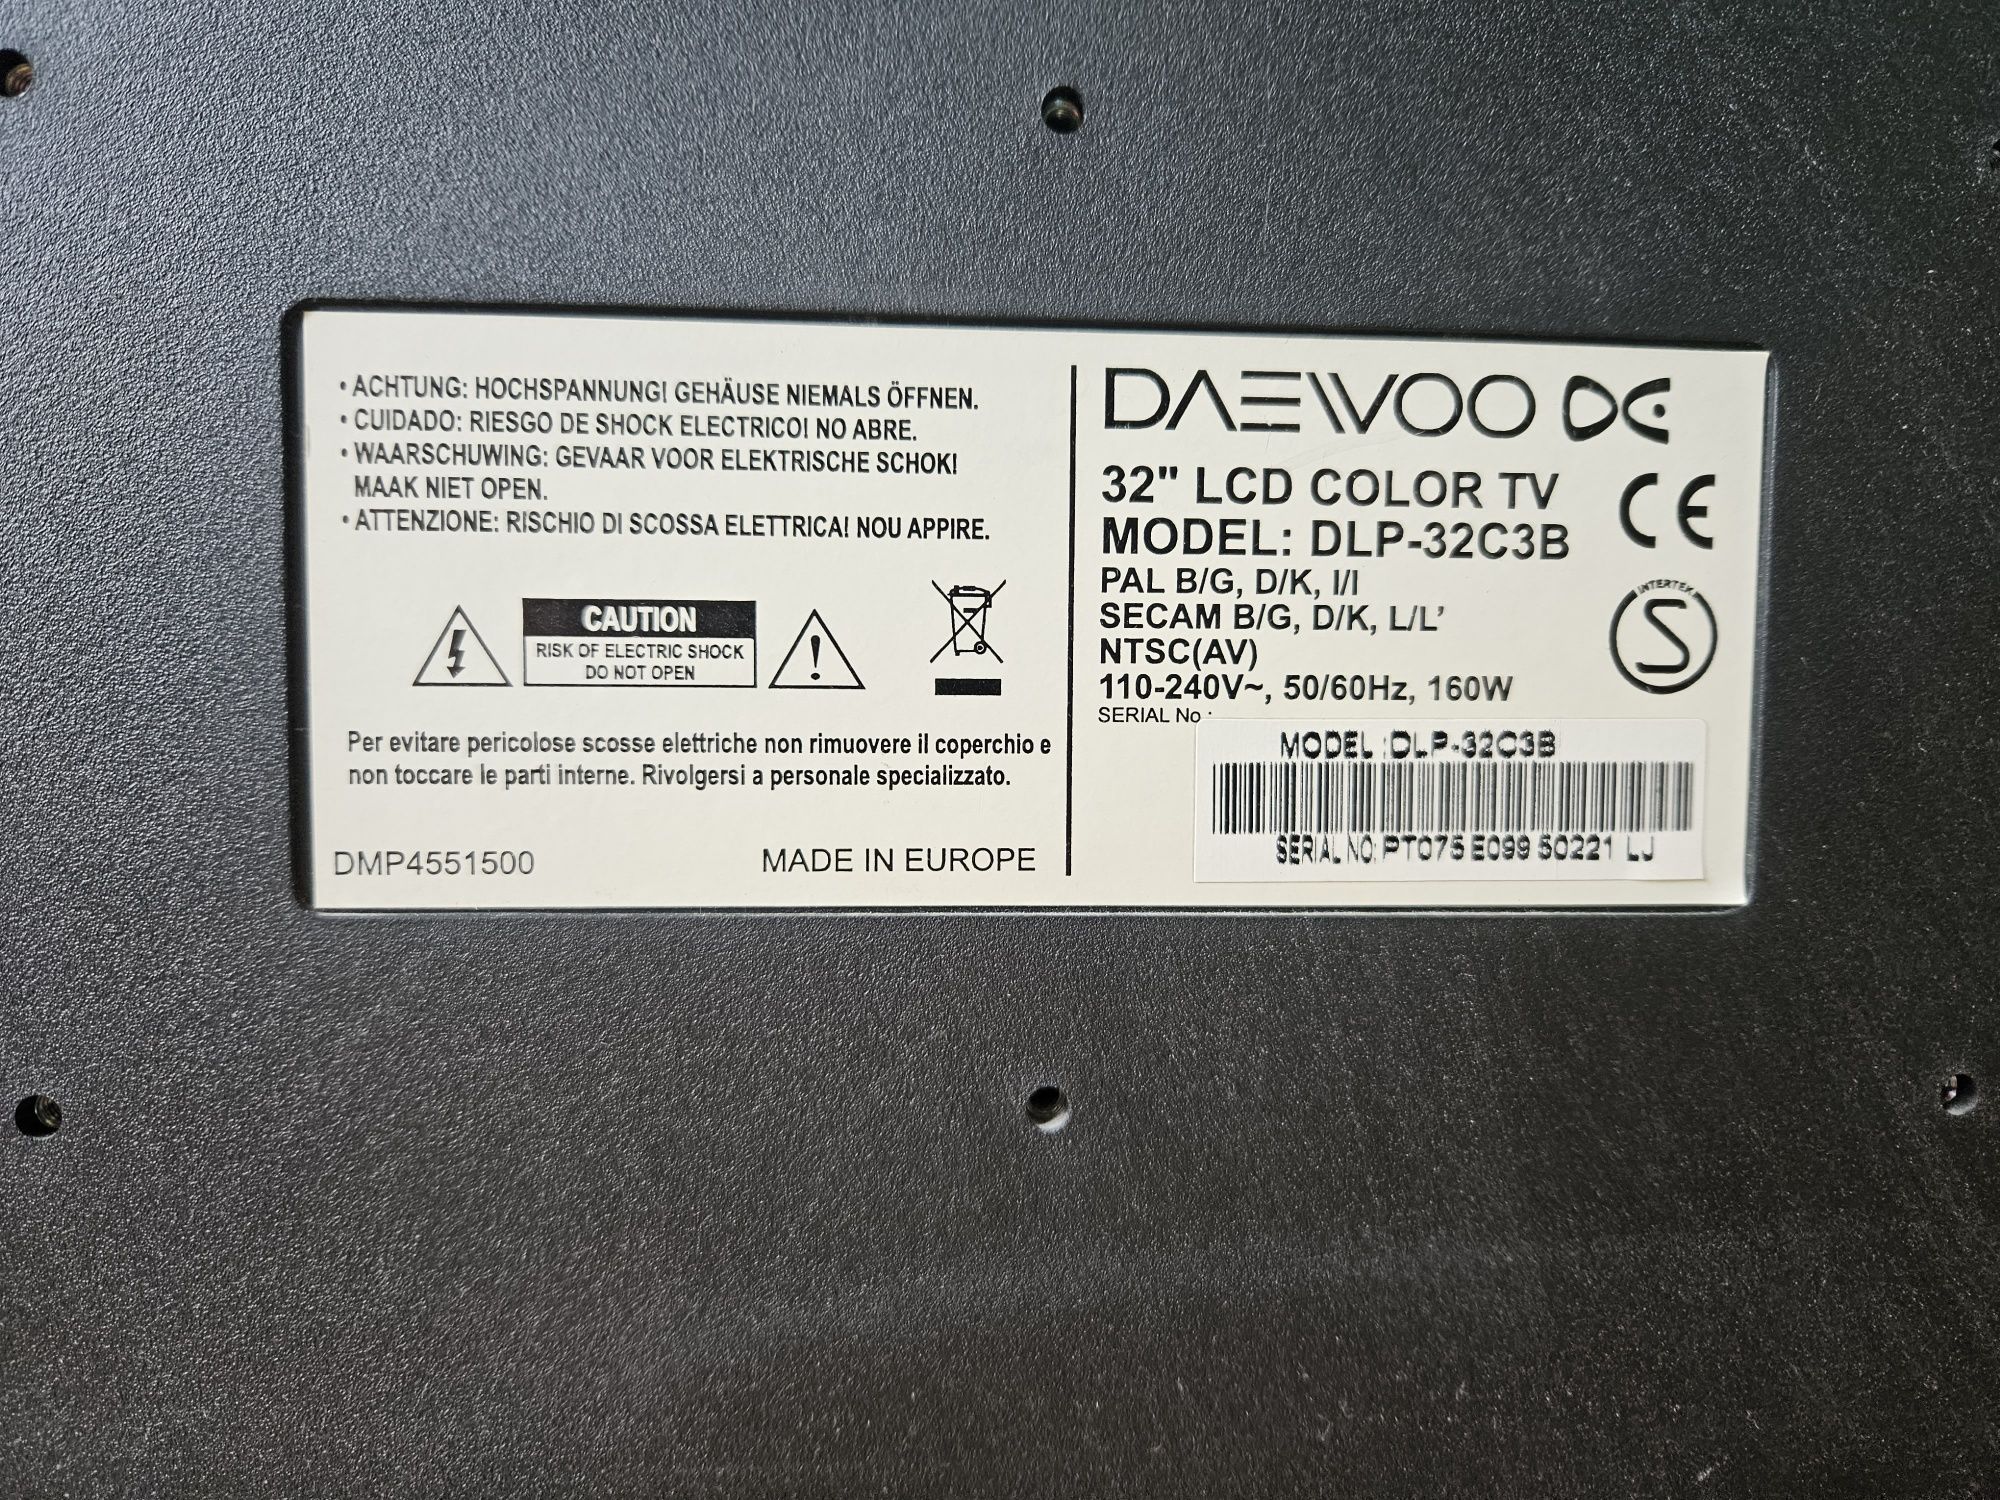 • ACHTUNG: HOCHSPANNUNG! GEHÄUSE NIEMALS ÖFFNEN.
• CUIDADO: RIESGO DE SHOCK ELECTRICO! NO ABRE.
• WAARSCHUWING: GEVAAR VOOR ELEKTRISCHE SCHOK!
MAAK NIET OPEN.
• ATTENZIONE: RISCHIO DI SCOSSA ELETTRICA! NOU APPIRE.
CAUTION
RISK OF ELECTRIC SHOCK
DO NOT OPEN
Per evitare pericolose scosse elettriche non rimuovere il coperchio e
non toccare le parti interne. Rivolgersi a personale specializzato.
DMP4551500
MADE IN EUROPE
DAEWOO DE
32" LCD COLOR TV
MODEL: DLP-32C3B
CE
PAL B/G, D/K, I/I
SECAM B/G, D/K, L/L'
NTSC(AV)
110-240V~, 50/60Hz, 160W
INTERTEK
S
SERIAL No :
MODEL :DLP-32C3B
SERIAL NO: PT075 E099 50221 LJ